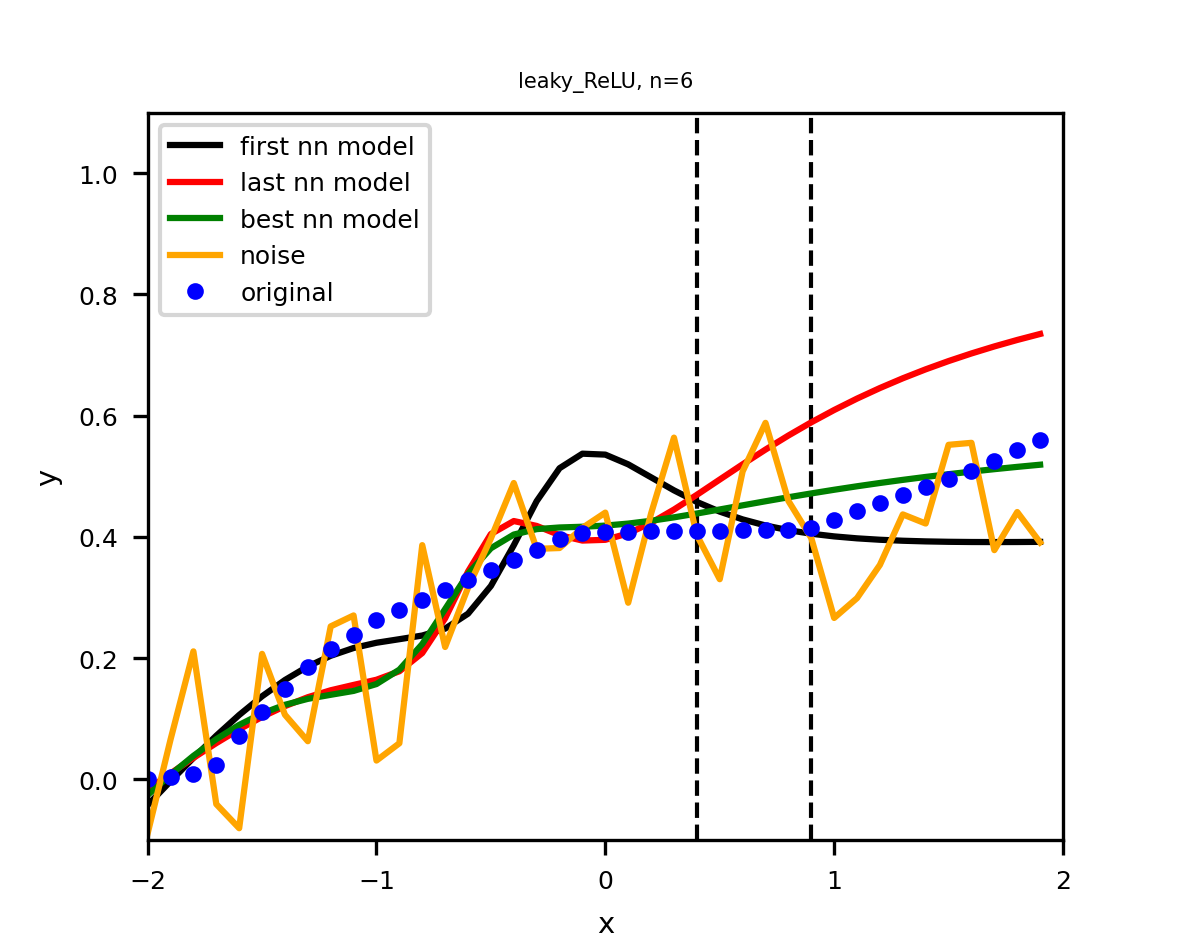 leaky_ReLU, n=6
first nn model
last nn model
best nn model
noise
original
1.0
0.8
0.6
0.4
0.2
0.0
y
−2 −1 0 1 2
x